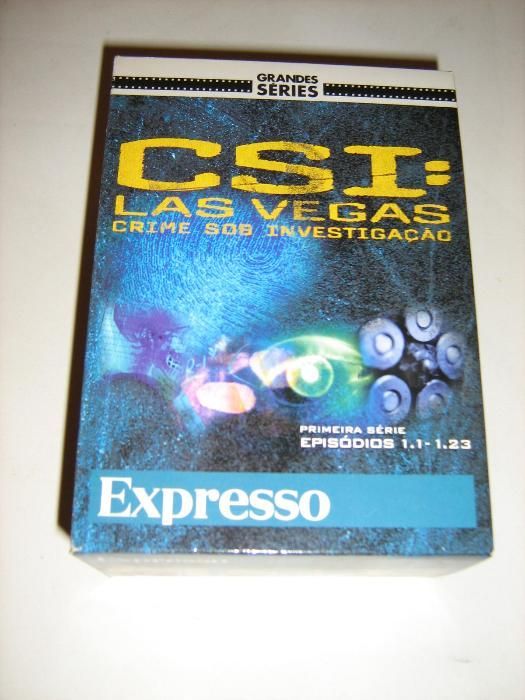 GRANDES
SÉRIES
CSI:
LAS VEGAS
CRIME SOB INVESTIGAÇÃO
PRIMEIRA SÉRIE
EPISÓDIOS 1.1-1.23
Expresso